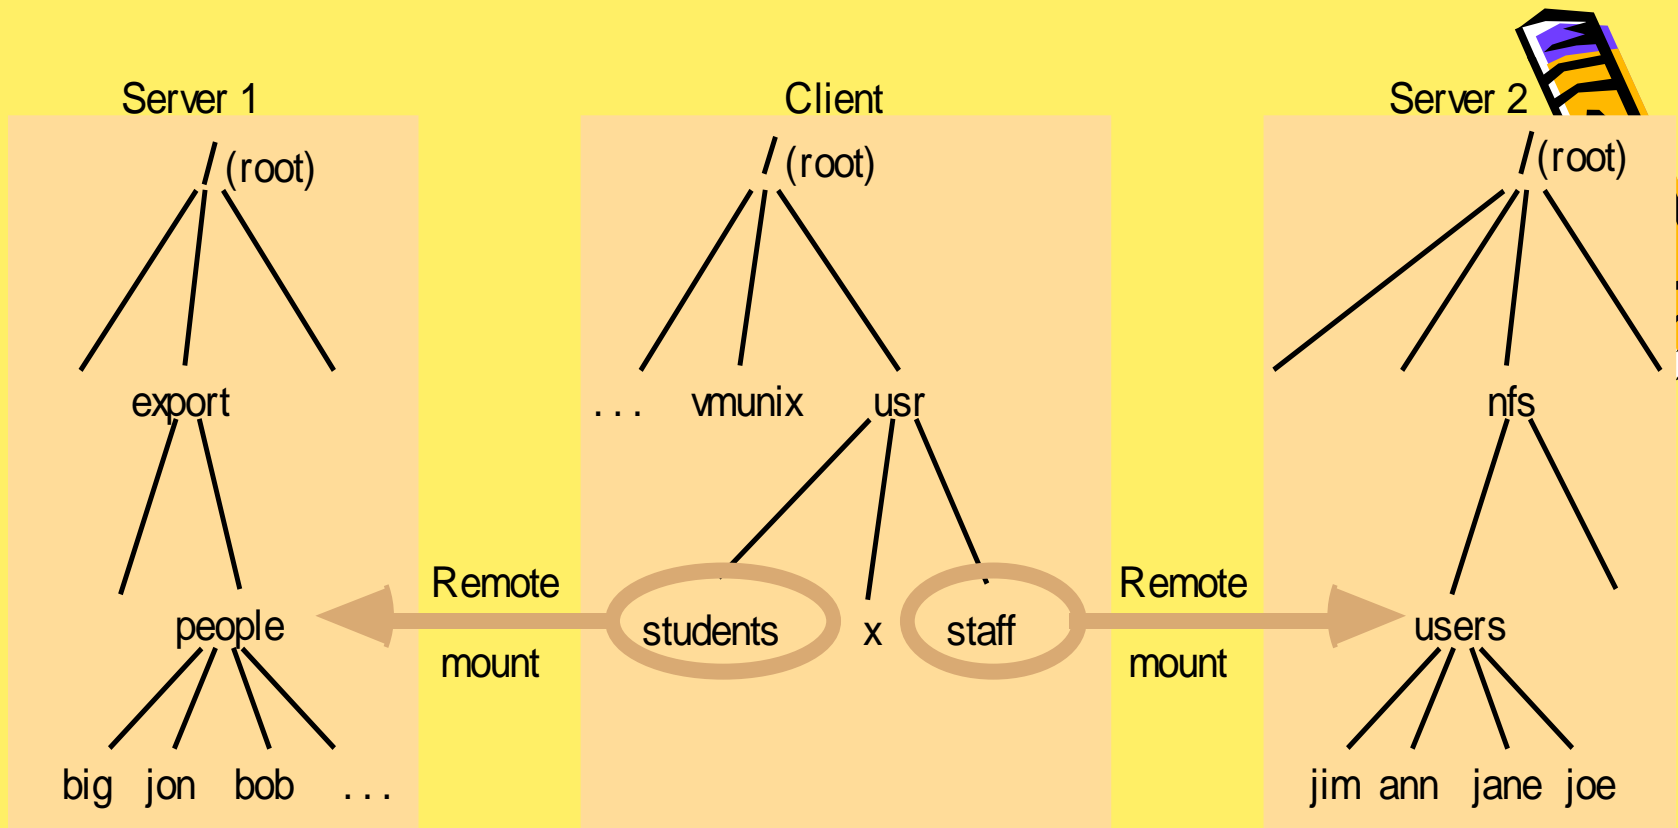 Server 1
Client
Server 2
(root)
(root)
(root)
export
. . .
vmunix
usr
nfs
Remote
mount
Remote
mount
people
students
x
staff
users
big
jon
bob
. . .
jim
ann
jane
joe